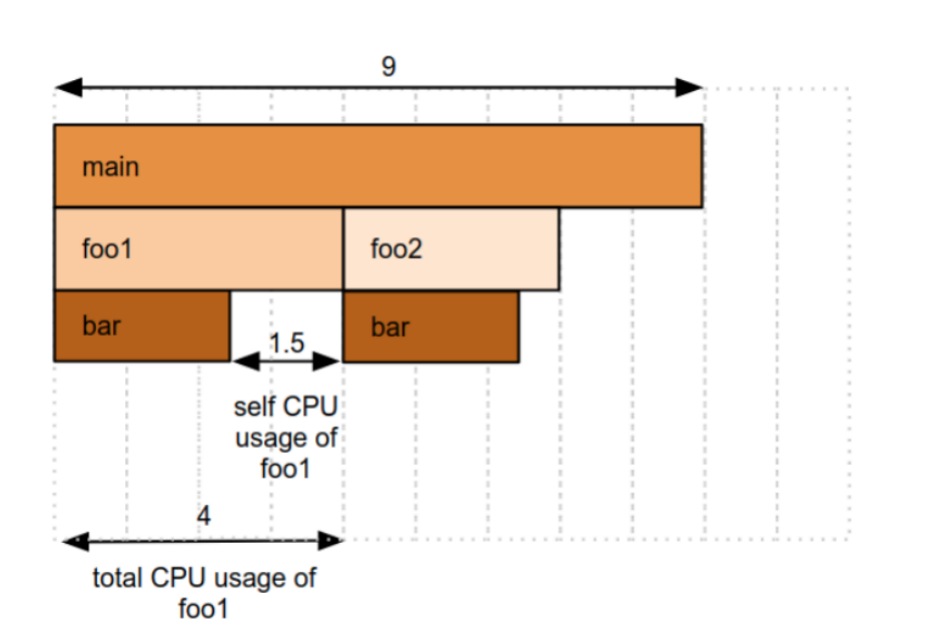 9
main
foo1
foo2
bar
bar
1.5
self CPU
usage of
foo1
4
total CPU usage of
foo1